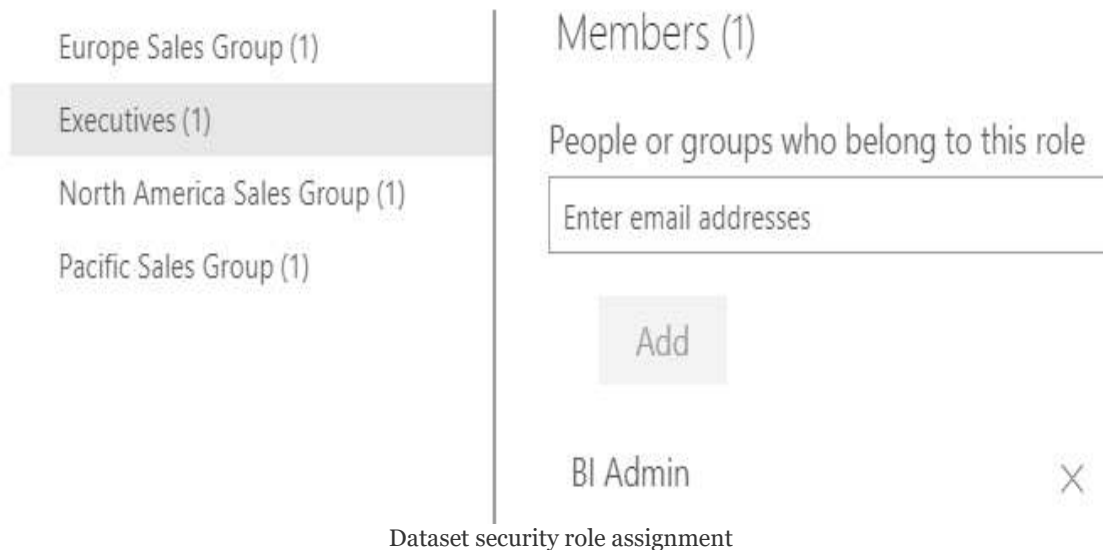 Europe Sales Group (1)
Executives (1)
North America Sales Group (1)
Pacific Sales Group (1)
Members (1)
People or groups who belong to this role
Enter email addresses
Add
BI Admin
X
Dataset security role assignment